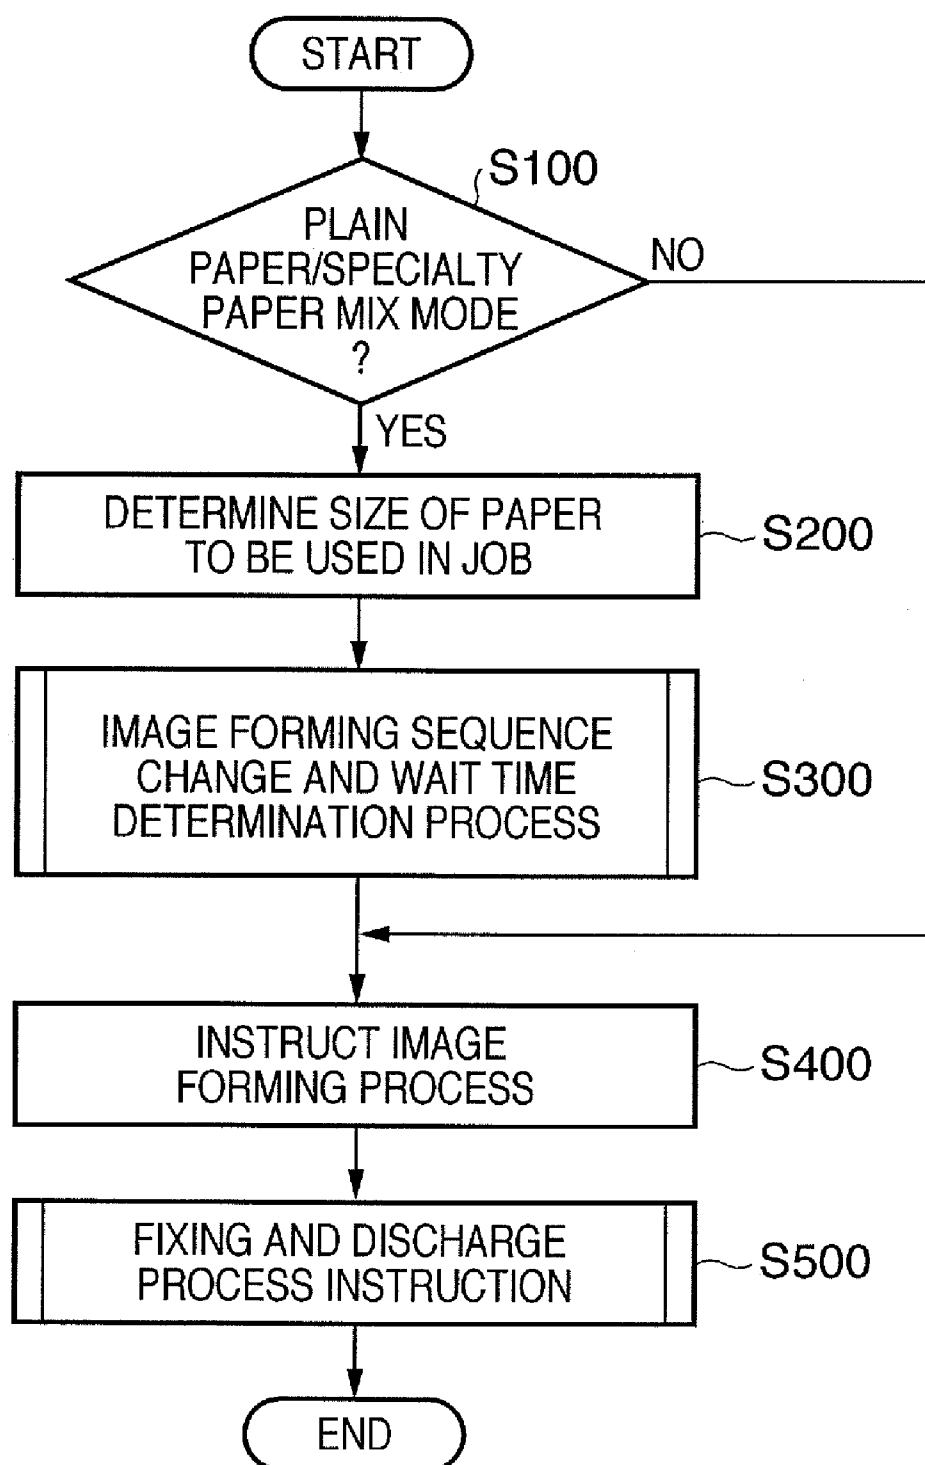 START
S100
PLAIN
PAPER/SPECIALTY
PAPER MIX MODE
?
NO
YES
DETERMINE SIZE OF PAPER
TO BE USED IN JOB
S200
IMAGE FORMING SEQUENCE
CHANGE AND WAIT TIME
DETERMINATION PROCESS
S300
INSTRUCT IMAGE
FORMING PROCESS
S400
FIXING AND DISCHARGE
PROCESS INSTRUCTION
S500
END